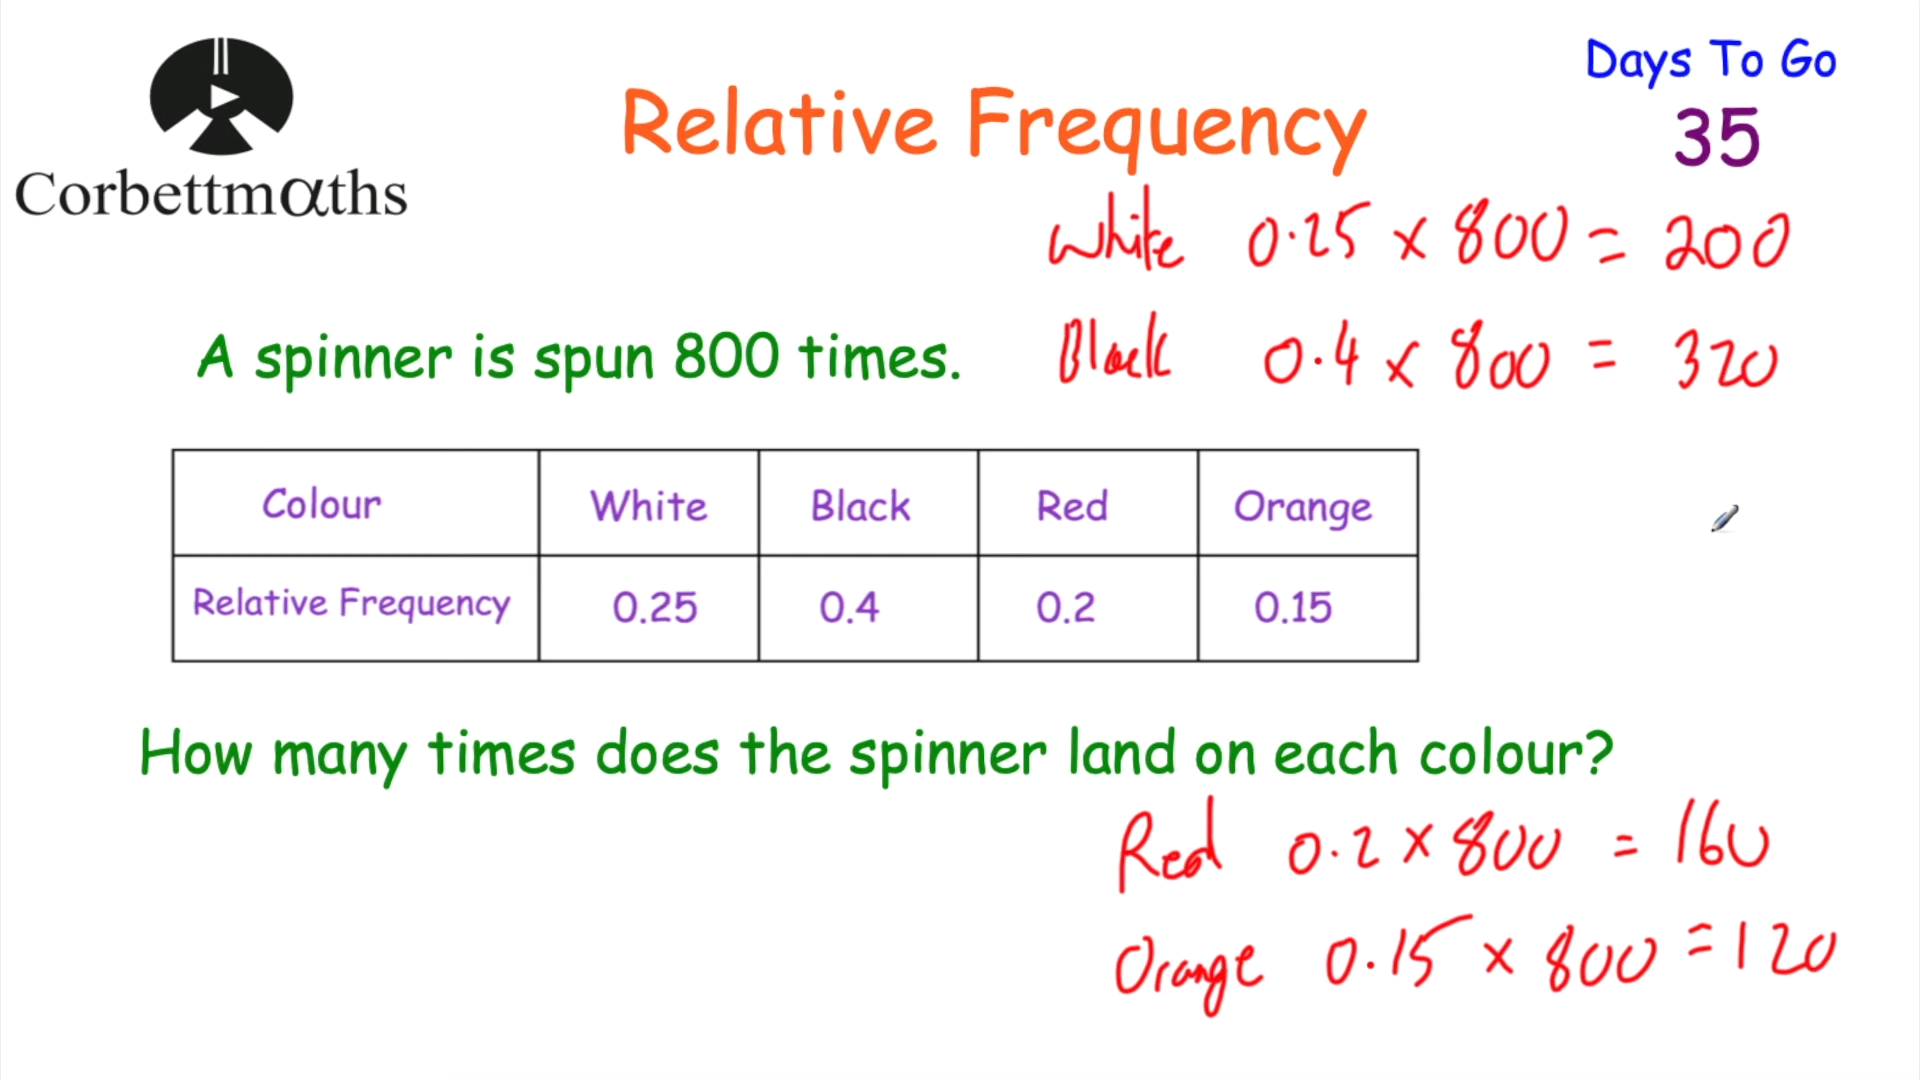 Days To Go
35
Corbettmαths
Relative Frequency
White 0.25 × 800 = 200
A spinner is spun 800 times.
Black 0.4 × 800 = 320
Colour White Black Red Orange
Relative Frequency 0.25 0.4 0.2 0.15
How many times does the spinner land on each colour?
Red 0.2 × 800 = 160
Orange 0.15 × 800 = 120